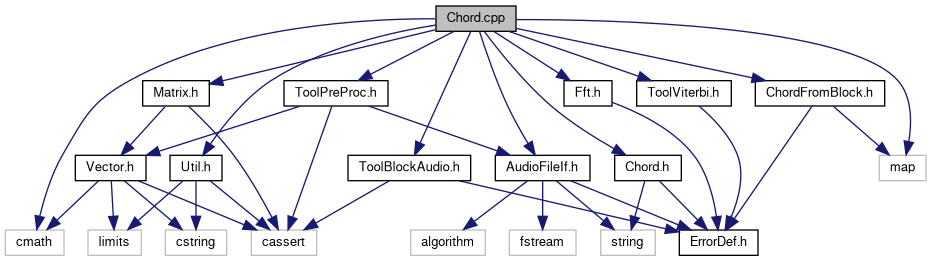 Chord.cpp
Matrix.h
ToolPreProc.h
Fft.h
ToolViterbi.h
ChordFromBlock.h
Vector.h
Util.h
ToolBlockAudio.h
AudioFileIf.h
Chord.h
map
cmath
limits
cstring
cassert
algorithm
fstream
string
ErrorDef.h